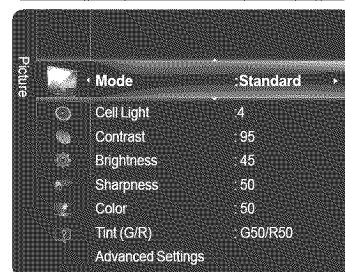 Picture
Mode :Standard
Cell Light :4
Contrast :95
Brightness :45
Sharpness :50
Color :50
Tint (G/R) :G50/R50
Advanced Settings